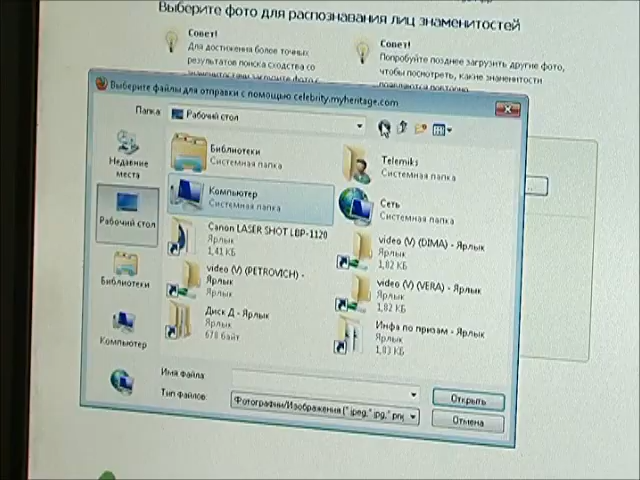 Выберите фото для распознавания лиц знаменитостей
Совет!
Для достижения более точных
результатов поиска сходства со
Совет!
Попробуйте позднее загрузить другие фото,
чтобы посмотреть, какие знаменитости
появляются повторно.
Выберите файлы для отправки с помощью celebrity.myheritage.com
Папка:
Рабочий стол
Недавние
места
Рабочий стол
Библиотеки
Компьютер
Библиотеки
Системная папка
Telemiks
Системная папка
Компьютер
Системная папка
Сеть
Системная папка
Canon LASER SHOT LBP-1120
Ярлык
1,41 КБ
video (V) (DIMA) - Ярлык
Ярлык
1,82 КБ
video (V) (PETROVICH) -
Ярлык
Ярлык
video (V) (VERA) - Ярлык
Ярлык
1,82 КБ
Диск Д - Ярлык
Ярлык
678 байт
Инфа по призам - Ярлык
Ярлык
1,83 КБ
Имя файла:
Открыть
Тип файлов:
Фотографии/Изображения (*.jpeg;*.jpg;*.png
Отмена